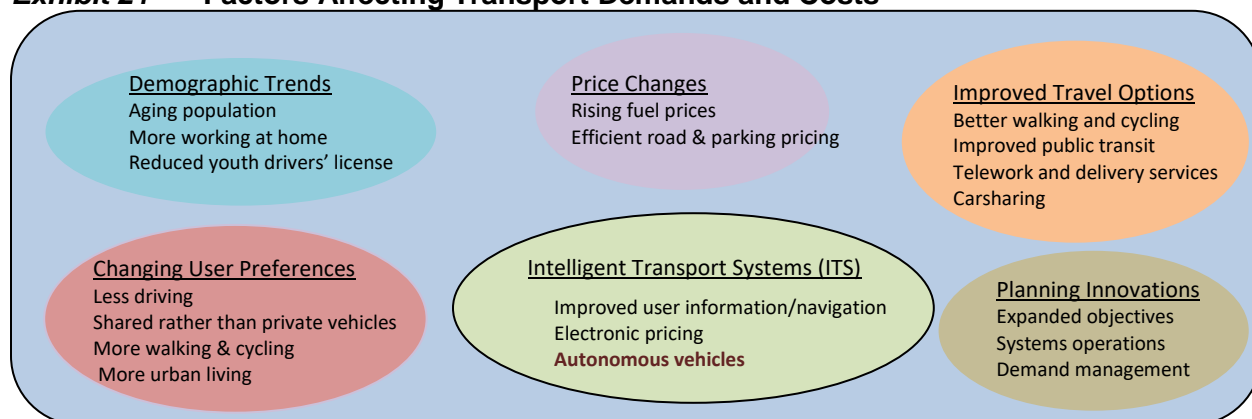 Exhibit 21 Factors Affecting Transport Demands and Costs
Demographic Trends
Aging population
More working at home
Reduced youth drivers’ license
Price Changes
Rising fuel prices
Efficient road & parking pricing
Improved Travel Options
Better walking and cycling
Improved public transit
Telework and delivery services
Carsharing
Changing User Preferences
Less driving
Shared rather than private vehicles
More walking & cycling
More urban living
Intelligent Transport Systems (ITS)
Improved user information/navigation
Electronic pricing
Autonomous vehicles
Planning Innovations
Expanded objectives
Systems operations
Demand management